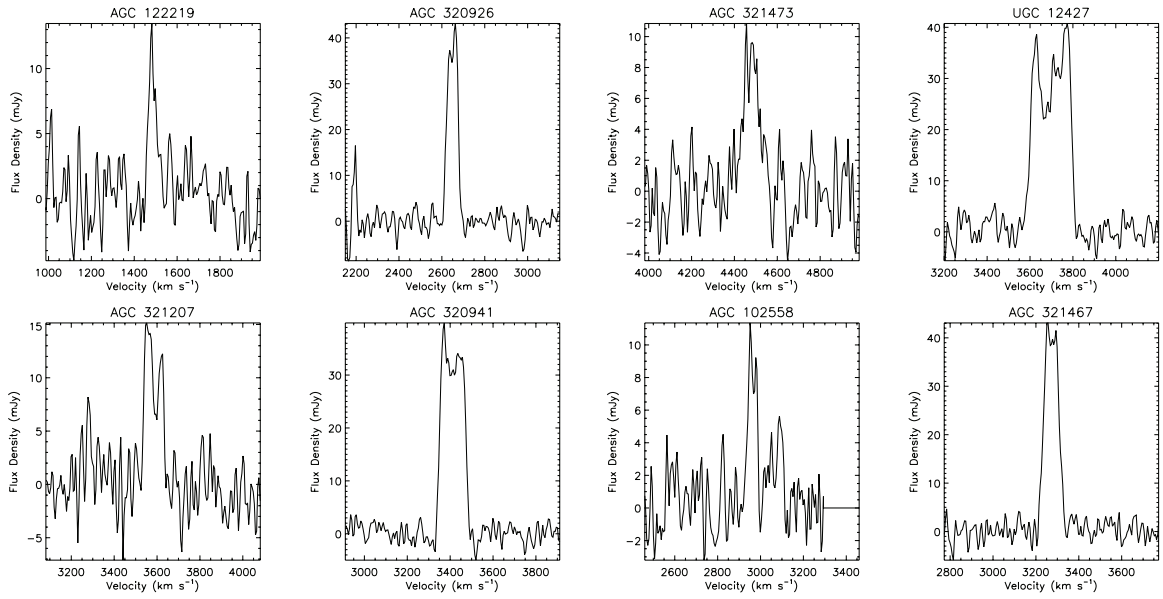 AGC 122219
Flux Density (mJy)
10
5
0
1000 1200 1400 1600 1800
Velocity (km s⁻¹)
AGC 320926
Flux Density (mJy)
40
30
20
10
0
2200 2400 2600 2800 3000
Velocity (km s⁻¹)
AGC 321473
Flux Density (mJy)
10
8
6
4
2
0
−2
−4
4000 4200 4400 4600 4800
Velocity (km s⁻¹)
UGC 12427
Flux Density (mJy)
40
30
20
10
0
3200 3400 3600 3800 4000
Velocity (km s⁻¹)
AGC 321207
Flux Density (mJy)
15
10
5
0
−5
3200 3400 3600 3800 4000
Velocity (km s⁻¹)
AGC 320941
Flux Density (mJy)
30
20
10
0
3000 3200 3400 3600 3800
Velocity (km s⁻¹)
AGC 102558
Flux Density (mJy)
10
8
6
4
2
0
−2
2600 2800 3000 3200 3400
Velocity (km s⁻¹)
AGC 321467
Flux Density (mJy)
40
30
20
10
0
2800 3000 3200 3400 3600
Velocity (km s⁻¹)